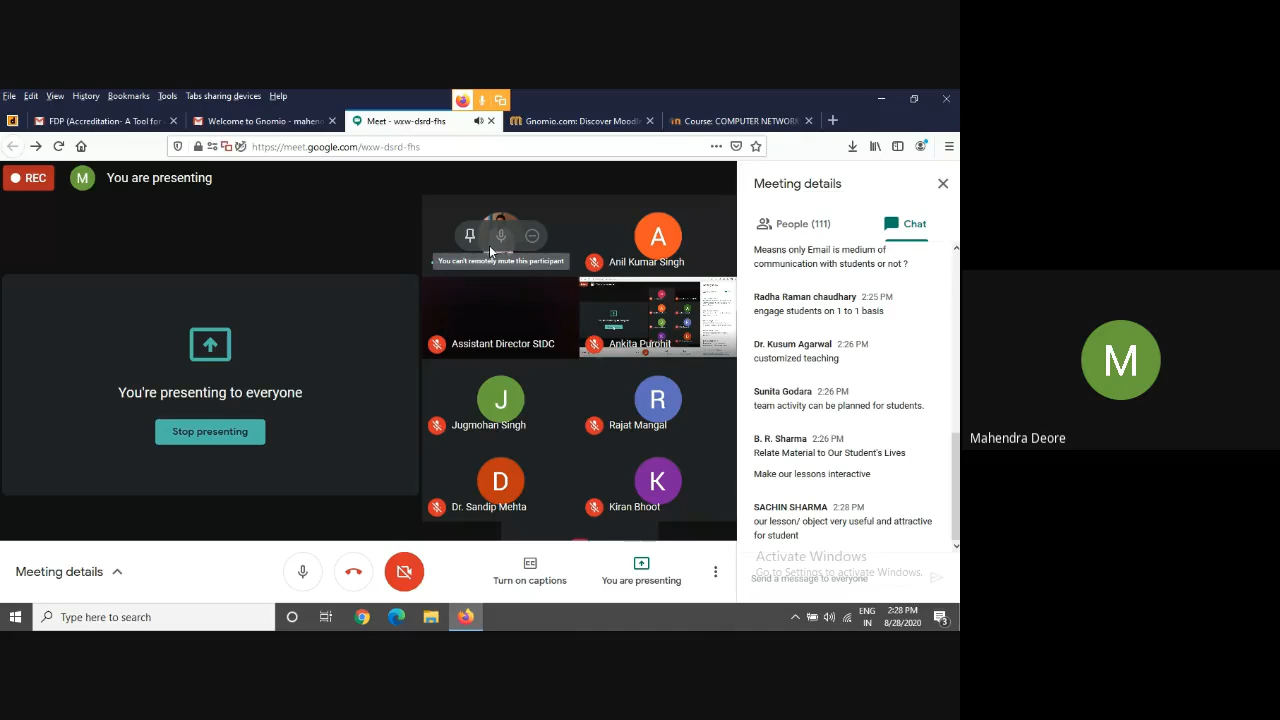 File Edit View History Bookmarks Tools Tabs sharing devices Help
FDP (Accreditation- A Tool for
Welcome to Gnomio - mahen
Meet - wxw-dsrd-fhs
Gnomio.com: Discover Moodl
Course: COMPUTER NETWOR
https://meet.google.com/wxw-dsrd-fhs
REC
M
You are presenting
You're presenting to everyone
Stop presenting
You can't remotely mute this participant
A
Anil Kumar Singh
Assistant Director StDC
Ankita Purohit
J
Jugmohan Singh
R
Rajat Mangal
D
Dr. Sandip Mehta
K
Kiran Bhoot
Meeting details
People (111)
Chat
Measns only Email is medium of
communication with students or not ?
Radha Raman chaudhary 2:25 PM
engage students on 1 to 1 basis
Dr. Kusum Agarwal 2:26 PM
customized teaching
Sunita Godara 2:26 PM
team activity can be planned for students.
B. R. Sharma 2:26 PM
Relate Material to Our Student's Lives
Make our lessons interactive
SACHIN SHARMA 2:28 PM
our lesson/ object very useful and attractive
for student
Activate Windows
Go to Settings to activate Windows.
Send a message to everyone
Meeting details
Turn on captions
You are presenting
Type here to search
ENG
IN
2:28 PM
8/28/2020
3
M
Mahendra Deore